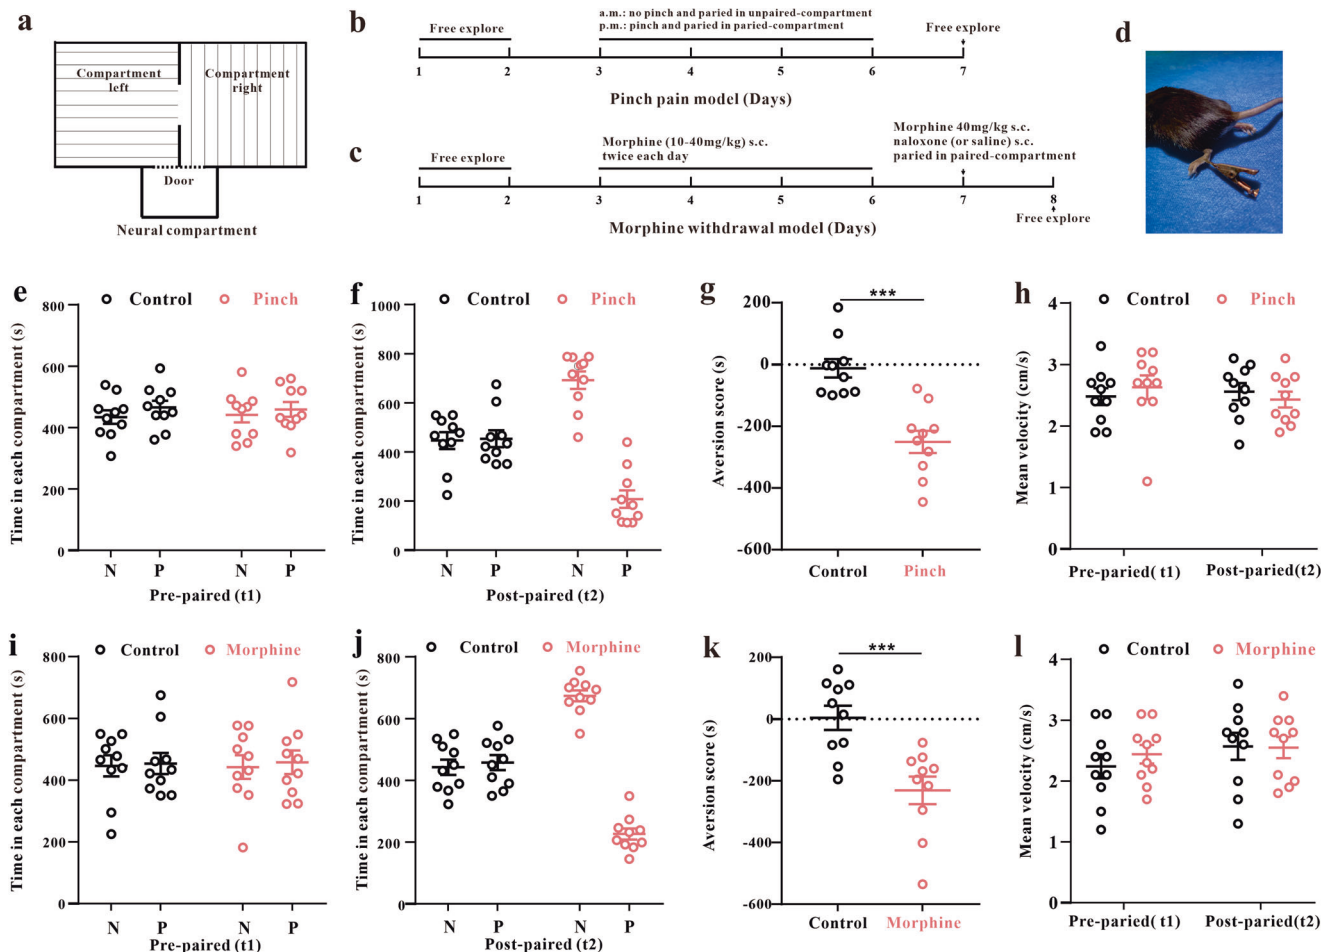 a
Compartment
left
Compartment
right
Door
Neural compartment
b
a.m.: no pinch and paried in unpaired-compartment
p.m.: pinch and paried in paried-compartment
Free explore
Free explore
1 2 3 4 5 6 7
Pinch pain model (Days)
c
Free explore
Morphine (10-40mg/kg) s.c.
twice each day
Morphine 40mg/kg s.c.
naloxone (or saline) s.c.
paried in paired-compartment
1 2 3 4 5 6 7 8
Free explore
Morphine withdrawal model (Days)
d
e
Control Pinch
Time in each compartment (s)
800
600
400
200
0
N P N P
Pre-paired (t1)
f
Control Pinch
Time in each compartment (s)
1000
800
600
400
200
0
N P N P
Post-paired (t2)
g
***
Aversion score (s)
200
0
-200
-400
-600
Control Pinch
h
Control Pinch
Mean velocity (cm/s)
4
3
2
1
0
Pre-paried( t1) Post-paried(t2)
i
Control Morphine
Time in each compartment (s)
800
600
400
200
0
N P N P
Pre-paired (t1)
j
Control Morphine
Time in each compartment (s)
800
600
400
200
0
N P N P
Post-paired (t2)
k
***
Aversion score (s)
200
0
-200
-400
-600
Control Morphine
l
Control Morphine
Mean velocity (cm/s)
4
3
2
1
0
Pre-paried( t1) Post-paried(t2)